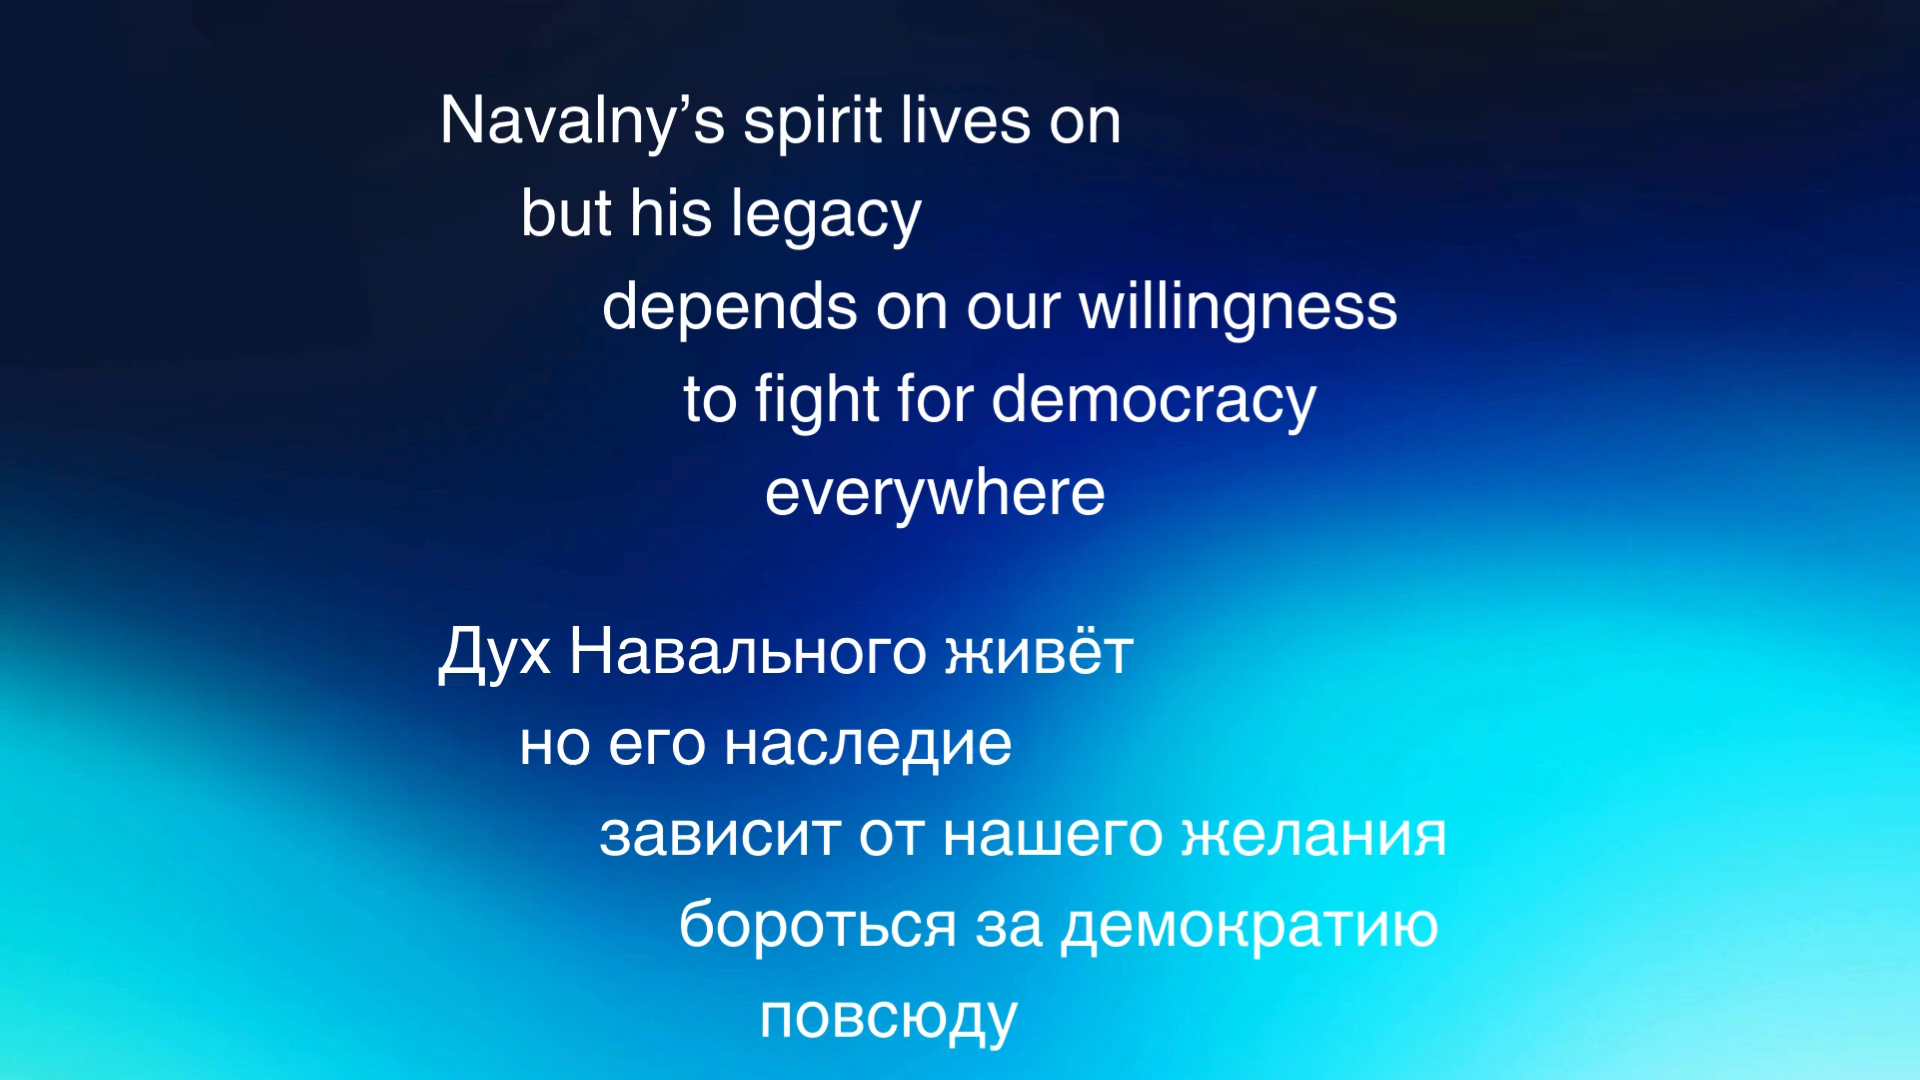 Navalny’s spirit lives on
but his legacy
depends on our willingness
to fight for democracy
everywhere
Дух Навального живёт
но его наследие
зависит от нашего желания
бороться за демократию
повсюду